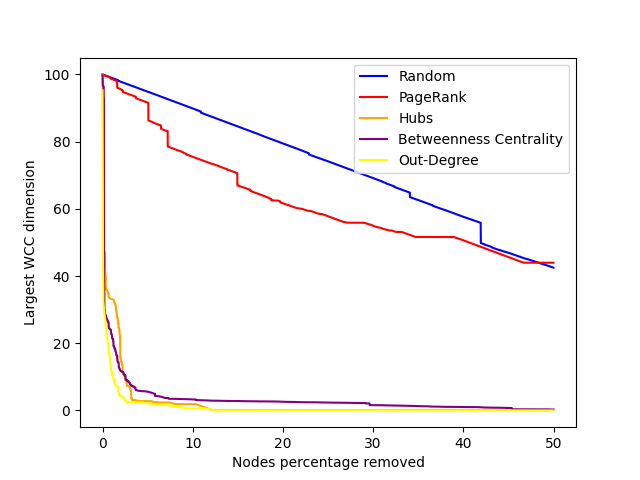 100
80
60
40
20
0
Largest WCC dimension
Random
PageRank
Hubs
Betweenness Centrality
Out-Degree
0 10 20 30 40 50
Nodes percentage removed